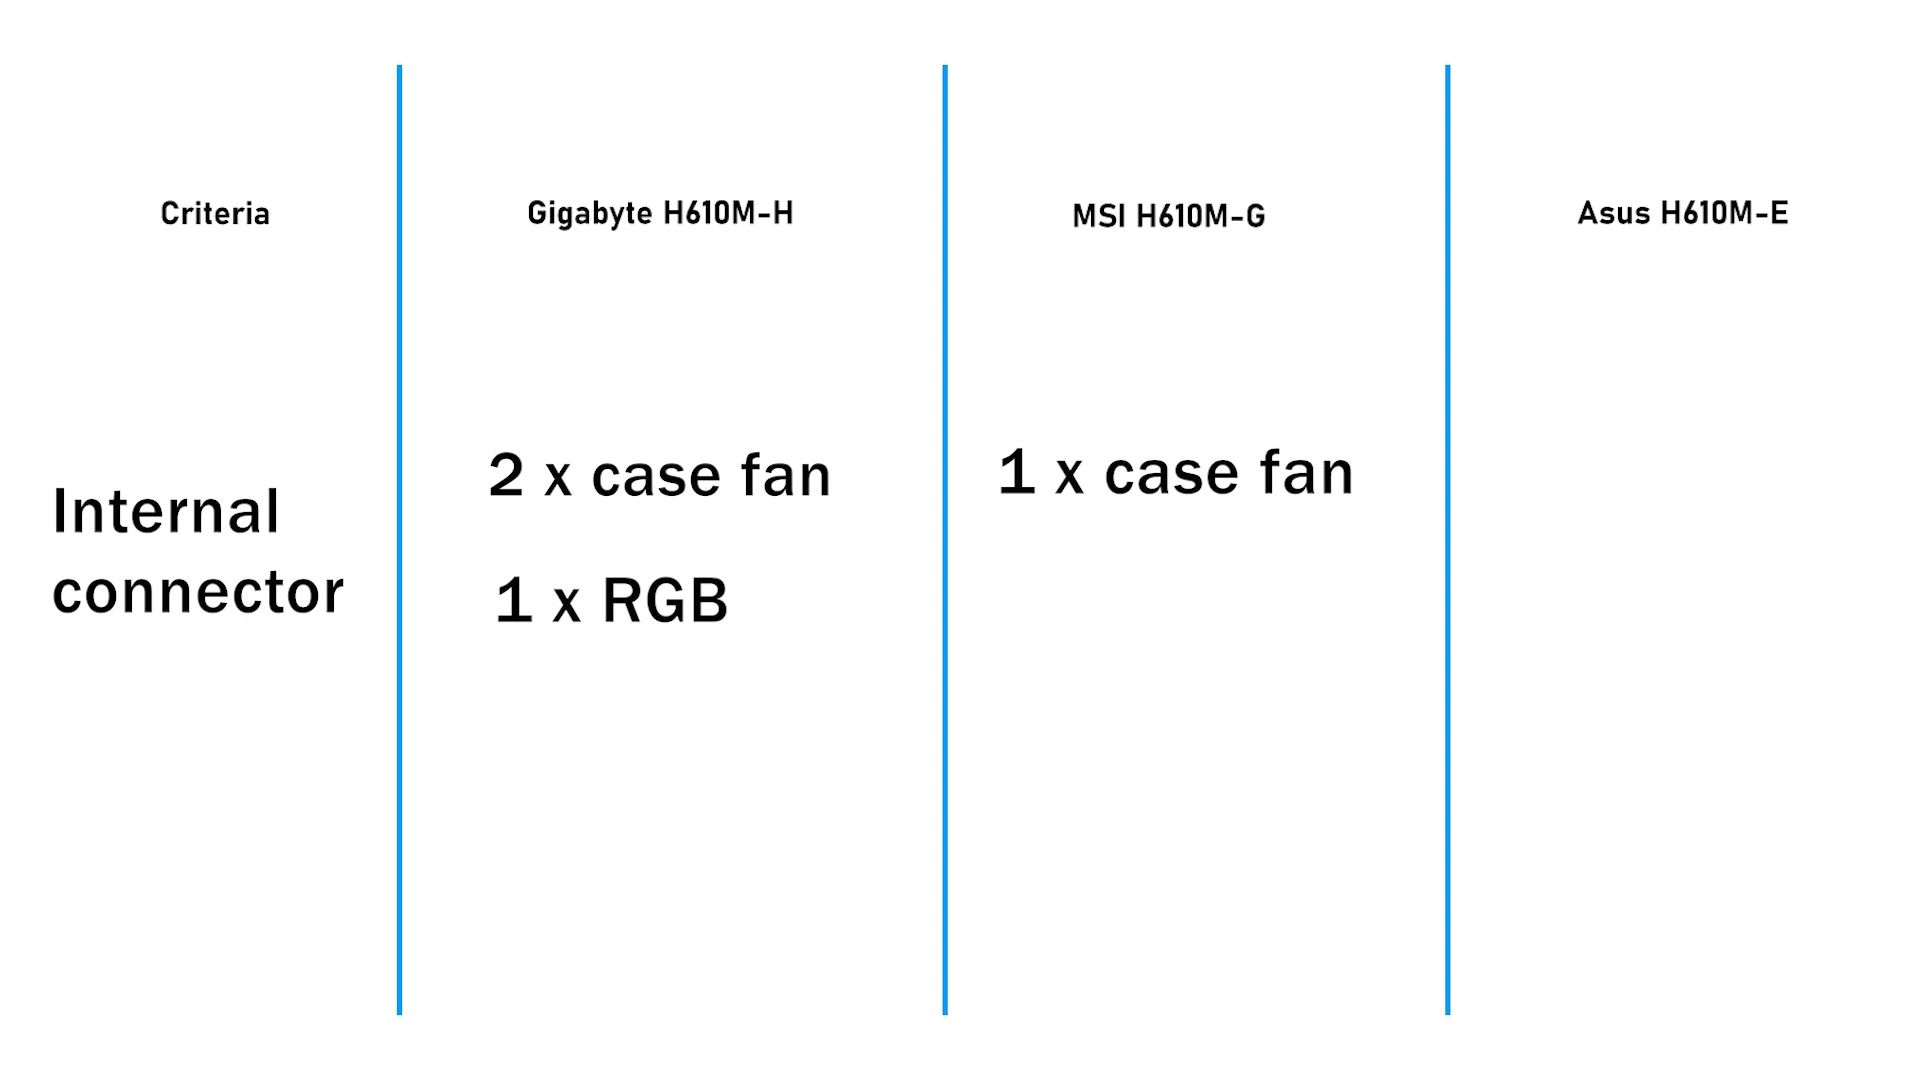 Criteria
Gigabyte H610M-H
MSI H610M-G
Asus H610M-E
Internal
connector
2 x case fan
1 x RGB
1 x case fan